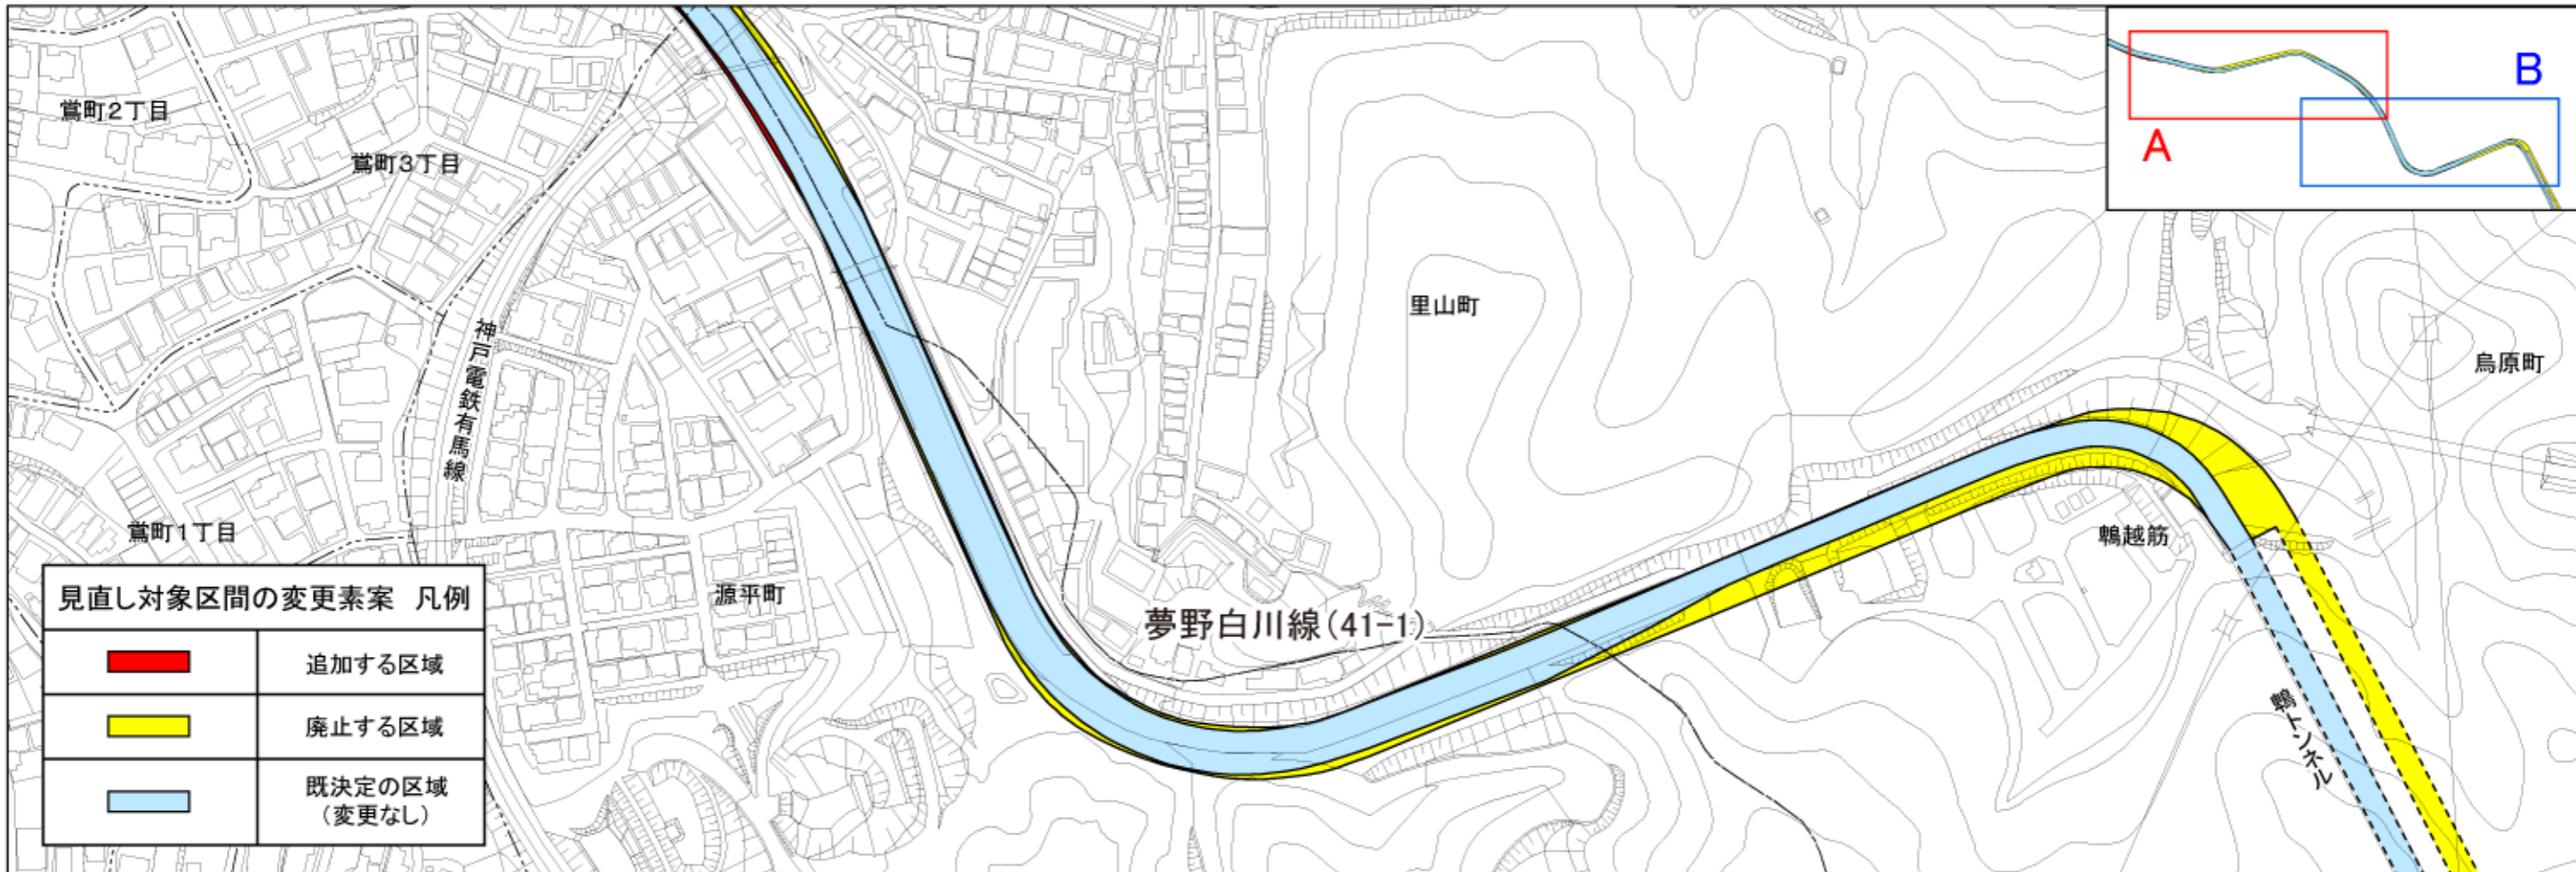 鵯町2丁目
鵯町3丁目
神戸電鉄有馬線
鵯町1丁目
源平町
里山町
夢野白川線(41-1)
鵯越筋
烏原町
鵯トンネル
A
B
見直し対象区間の変更素案 凡例
追加する区域
廃止する区域
既決定の区域
(変更なし)